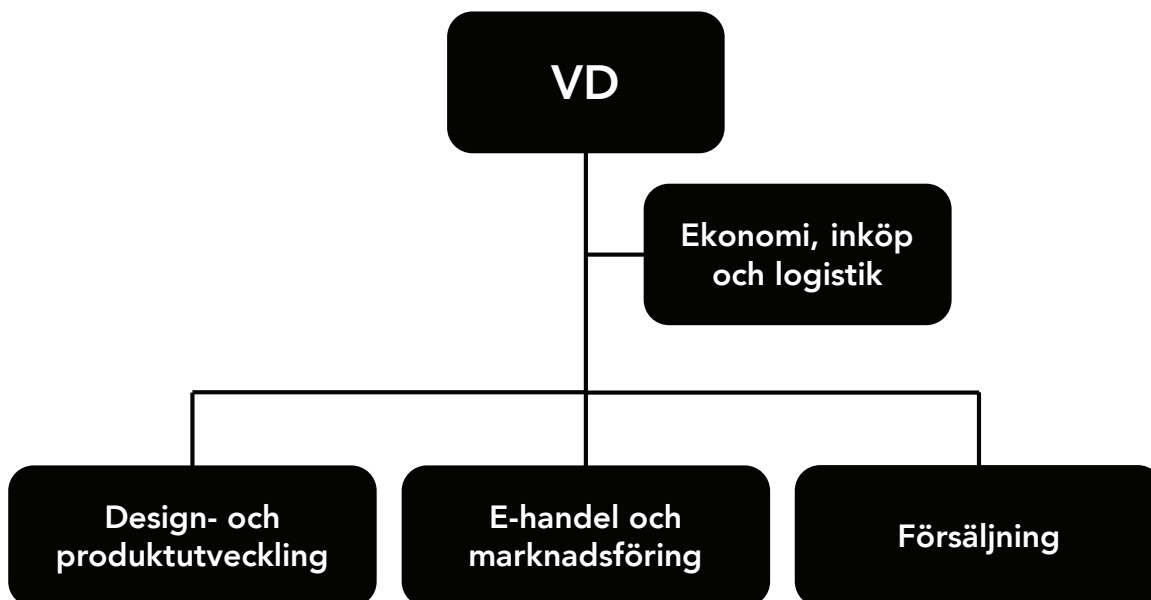 VD
Ekonomi, inköp
och logistik
Design- och
produktutveckling
E-handel och
marknadsföring
Försäljning